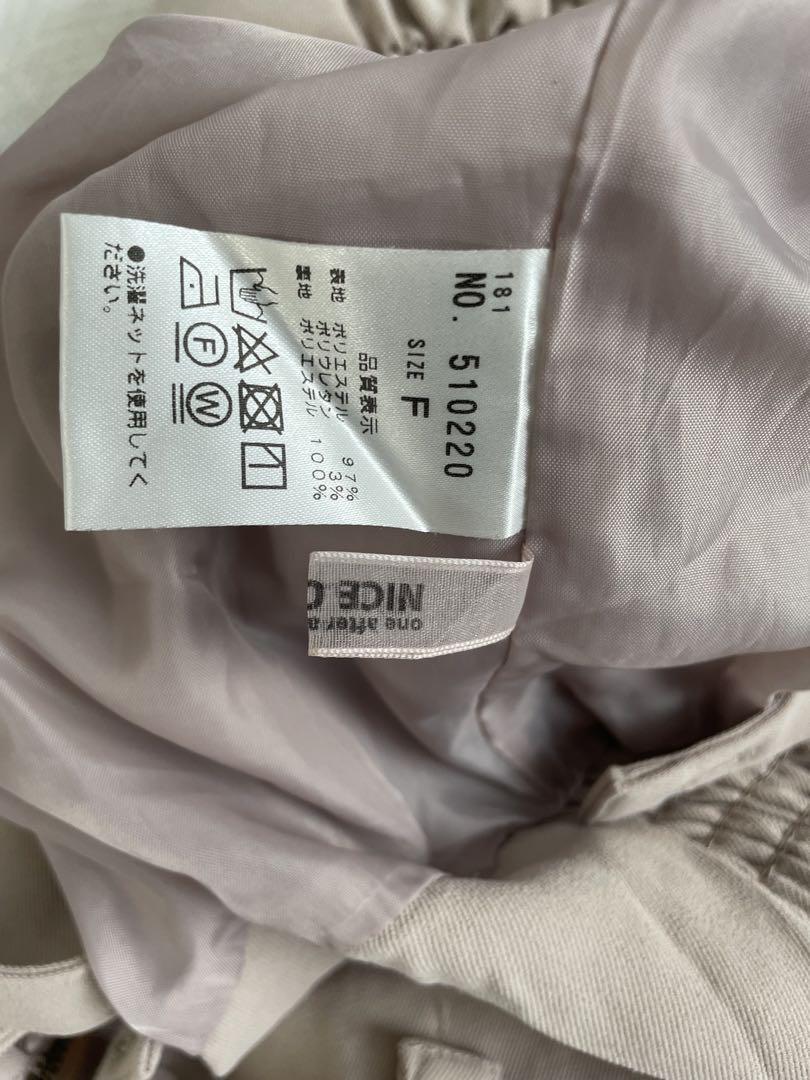 181
NO. 510220
SIZE F
品質表示
表地 ポリエステル 97%
ポリウレタン 3%
裏地 ポリエステル 100%
F
W
●洗濯ネットを使用してく
ださい。
NICE
one after